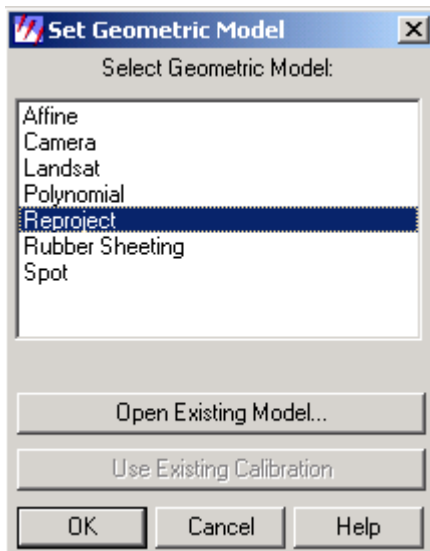 Set Geometric Model
Select Geometric Model:
Affine
Camera
Landsat
Polynomial
Reproject
Rubber Sheeting
Spot
Open Existing Model...
Use Existing Calibration
OK Cancel Help